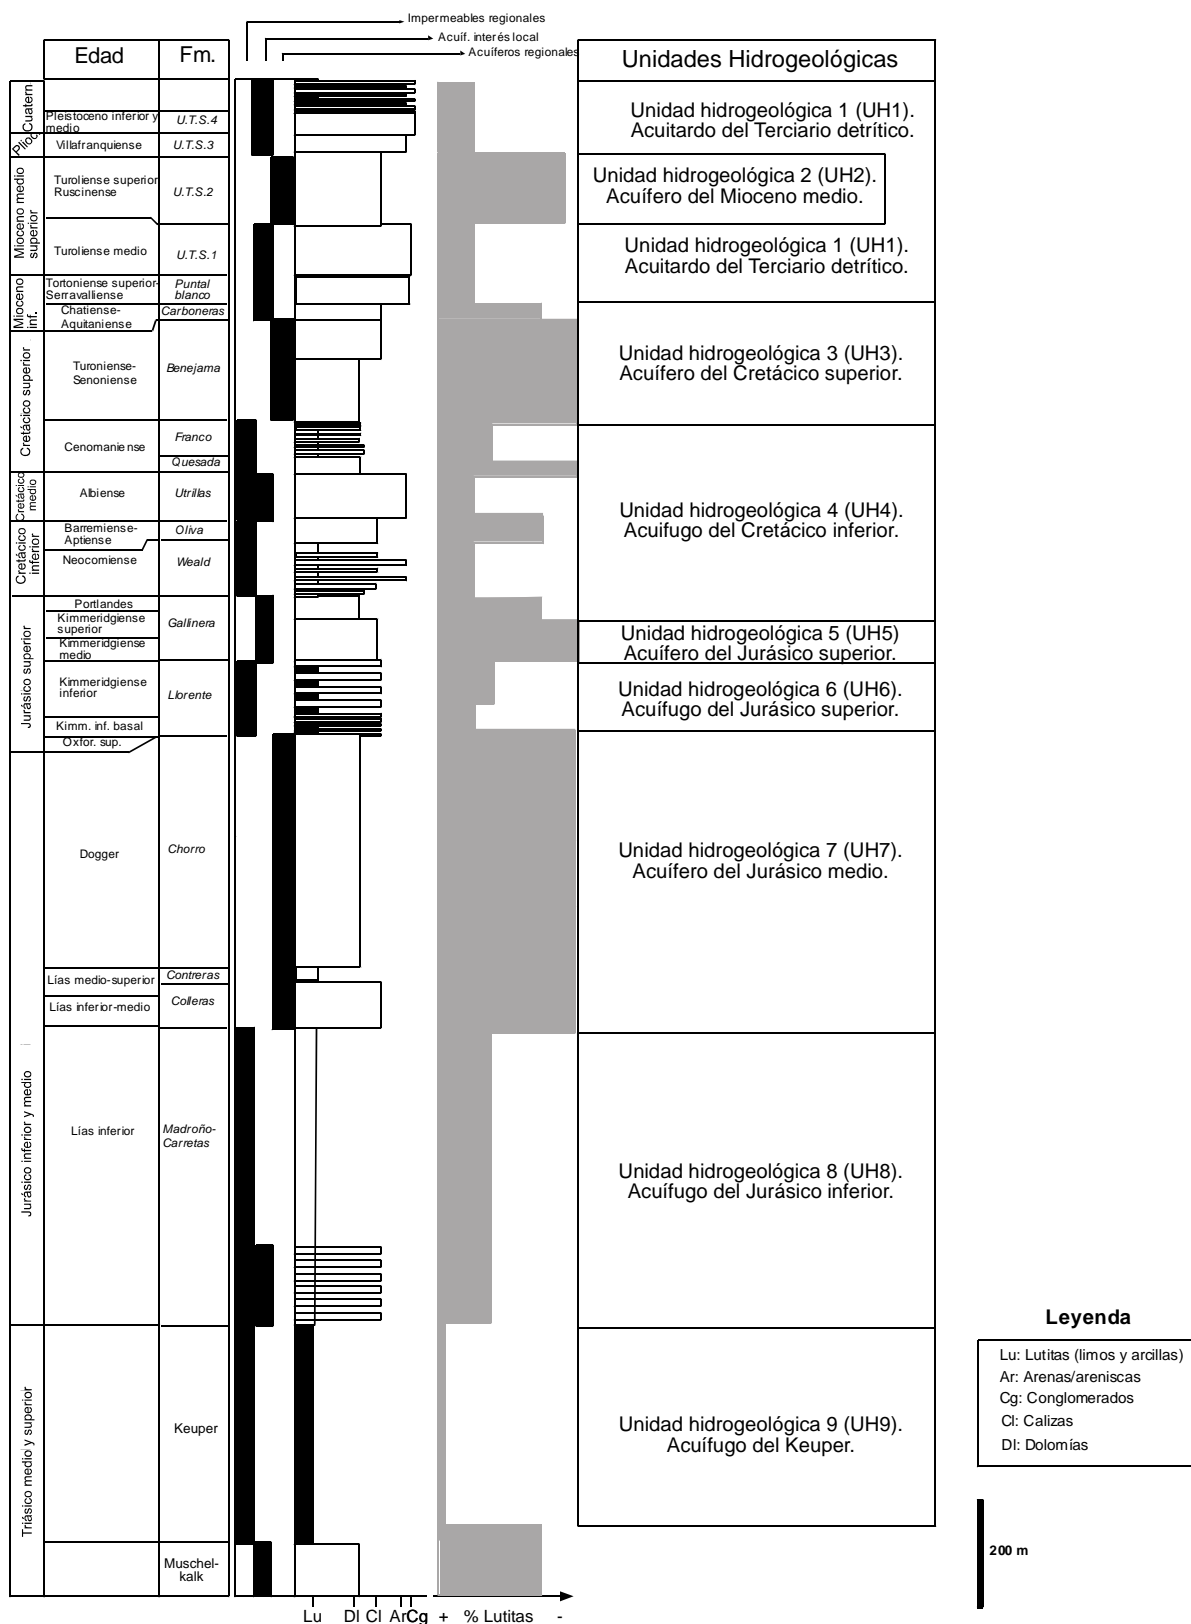 Impermeables regionales
Acuíf. interés local
Acuíferos regionales
Edad
Fm.
Unidades Hidrogeológicas
Cuatern
Plioc.
Pleistoceno inferior y
medio
U.T.S.4
Villafranquiense
U.T.S.3
Unidad hidrogeológica 1 (UH1).
Acuitardo del Terciario detrítico.
Mioceno medio
superior
Turoliense superior
Ruscinense
U.T.S.2
Unidad hidrogeológica 2 (UH2).
Acuífero del Mioceno medio.
Turoliense medio
U.T.S.1
Unidad hidrogeológica 1 (UH1).
Acuitardo del Terciario detrítico.
Mioceno
inf.
Tortoniense superior-
Serravalliense
Puntal
blanco
Chatiense-
Aquitaniense
Carboneras
Cretácico superior
Turoniense-
Senoniense
Benejama
Unidad hidrogeológica 3 (UH3).
Acuífero del Cretácico superior.
Cenomaniense
Franco
Quesada
Cretácico
medio
Albiense
Utrillas
Unidad hidrogeológica 4 (UH4).
Acuifugo del Cretácico inferior.
Cretácico
inferior
Barremiense-
Aptiense
Oliva
Neocomiense
Weald
Jurásico superior
Portlandes
Kimmeridgiense
superior
Gallinera
Kimmeridgiense
medio
Unidad hidrogeológica 5 (UH5)
Acuífero del Jurásico superior.
Kimmeridgiense
inferior
Llorente
Unidad hidrogeológica 6 (UH6).
Acuífugo del Jurásico superior.
Kimm. inf. basal
Oxfor. sup.
Jurásico inferior y medio
Dogger
Chorro
Unidad hidrogeológica 7 (UH7).
Acuífero del Jurásico medio.
Lías medio-superior
Contreras
Lías inferior-medio
Colleras
Lías inferior
Madroño-
Carretas
Unidad hidrogeológica 8 (UH8).
Acuífugo del Jurásico inferior.
Triásico medio y superior
Keuper
Unidad hidrogeológica 9 (UH9).
Acuífugo del Keuper.
Muschel-
kalk
Lu Dl Cl Ar Cg + % Lutitas -
Leyenda
Lu: Lutitas (limos y arcillas)
Ar: Arenas/areniscas
Cg: Conglomerados
Cl: Calizas
Dl: Dolomías
200 m